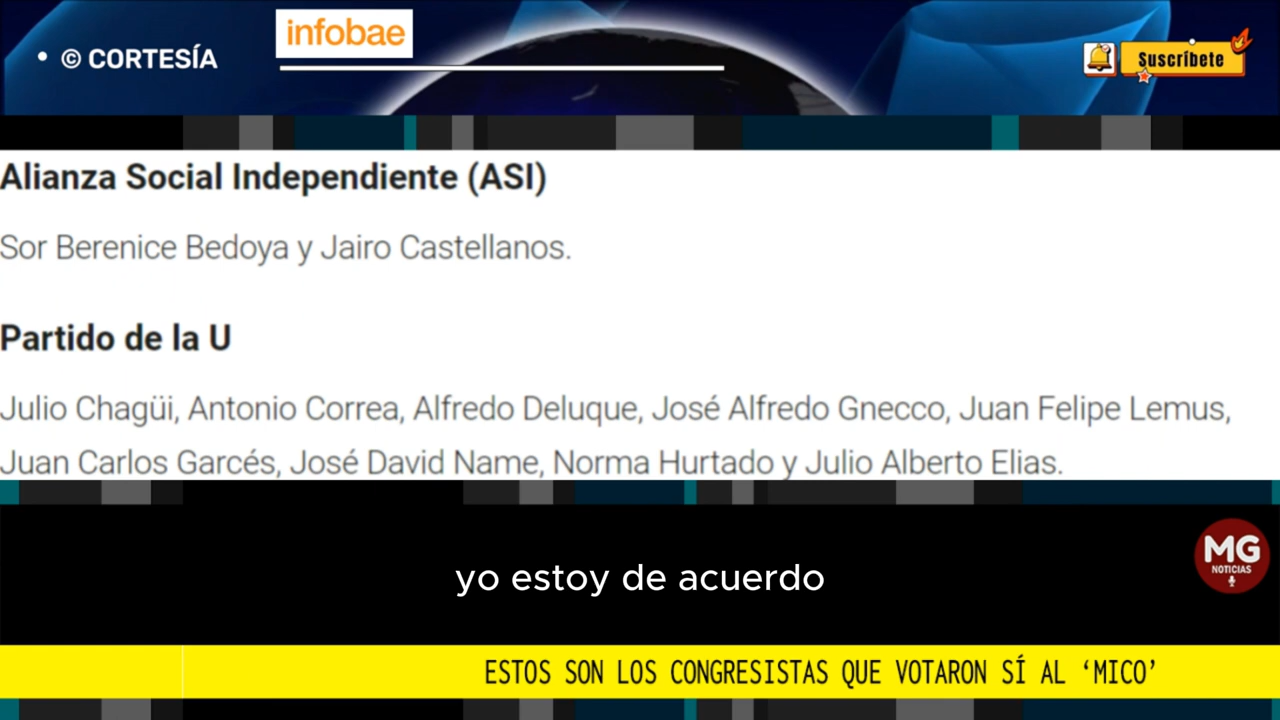 • © CORTESÍA
infobae
Suscríbete
Alianza Social Independiente (ASI)
Sor Berenice Bedoya y Jairo Castellanos.
Partido de la U
Julio Chagüi, Antonio Correa, Alfredo Deluque, José Alfredo Gnecco, Juan Felipe Lemus,
Juan Carlos Garcés, José David Name, Norma Hurtado y Julio Alberto Elias.
MG
NOTICIAS
yo estoy de acuerdo
ESTOS SON LOS CONGRESISTAS QUE VOTARON SÍ AL ‘MICO’